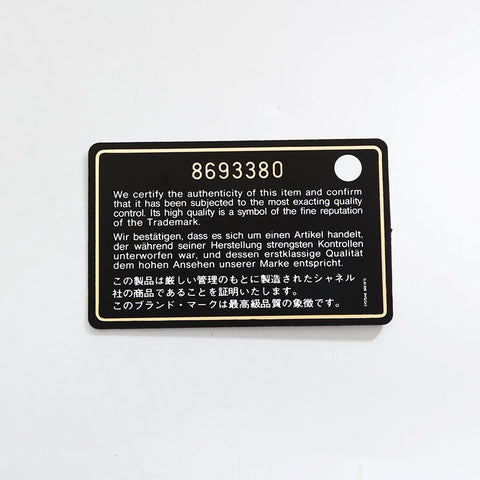 8693380
We certify the authenticity of this item and confirm
that it has been subjected to the most exacting quality
control. Its high quality is a symbol of the fine reputation
of the Trademark.
Wir bestätigen, dass es sich um einen Artikel handelt,
der während seiner Herstellung strengsten Kontrollen
unterworfen war, und dessen erstklassige Qualität
dem hohen Ansehen unserer Marke entspricht.
この製品は厳しい管理のもとに製造されたシャネル
社の商品であることを証明いたします。
このブランド・マークは最高級品質の象徴です。